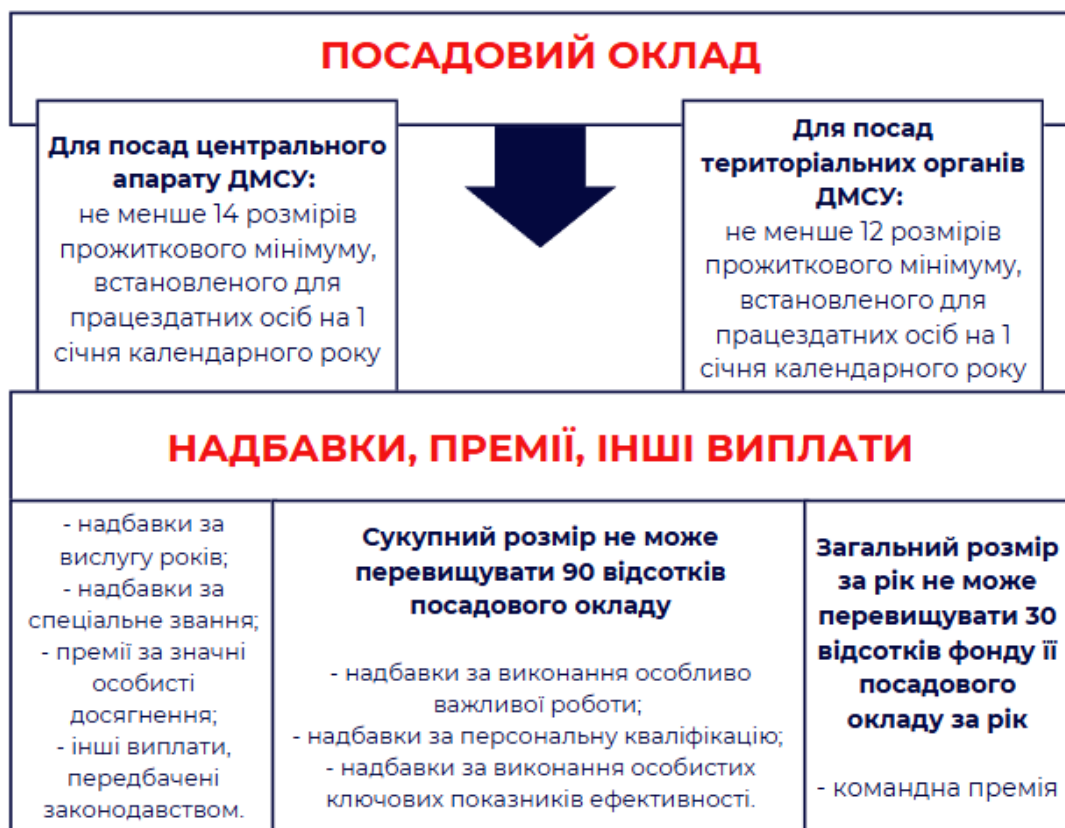 ПОСАДОВИЙ ОКЛАД
Для посад центрального
апарату ДМСУ:
не менше 14 розмірів
прожиткового мінімуму,
встановленого для
працездатних осіб на 1
січня календарного року
Для посад
територіальних органів
ДМСУ:
не менше 12 розмірів
прожиткового мінімуму,
встановленого для
працездатних осіб на 1
січня календарного року
НАДБАВКИ, ПРЕМІЇ, ІНШІ ВИПЛАТИ
- надбавки за
вислугу років;
- надбавки за
спеціальне звання;
- премії за значні
особисті
досягнення;
- інші виплати,
передбачені
законодавством.
Сукупний розмір не може
перевищувати 90 відсотків
посадового окладу
- надбавки за виконання особливо
важливої роботи;
- надбавки за персональну кваліфікацію;
- надбавки за виконання особистих
ключових показників ефективності.
Загальний розмір
за рік не може
перевищувати 30
відсотків фонду її
посадового
окладу за рік
- командна премія